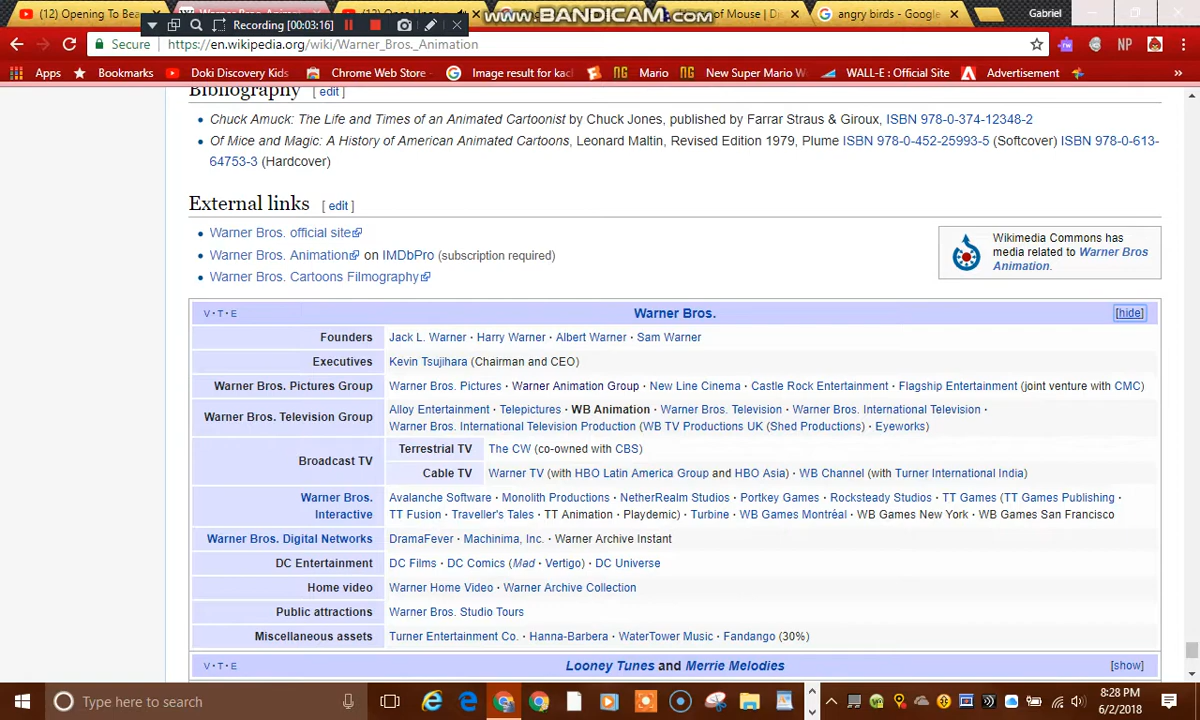 (12) Opening To Bea
Warner Bros. Anim
(12) Once Upon
of Mouse | Di
angry birds - Google
Gabriel
Recording (00:03:16)
www.BANDICAM.com
Secure
https://en.wikipedia.org/wiki/Warner_Bros._Animation
NP
Apps
Bookmarks
Doki Discovery Kids
Chrome Web Store -
Image result for kaci
Mario
New Super Mario W
WALL-E : Official Site
Advertisement
»
Bibliography [ edit ]
• Chuck Amuck: The Life and Times of an Animated Cartoonist by Chuck Jones, published by Farrar Straus & Giroux, ISBN 978-0-374-12348-2
• Of Mice and Magic: A History of American Animated Cartoons, Leonard Maltin, Revised Edition 1979, Plume ISBN 978-0-452-25993-5 (Softcover) ISBN 978-0-613-
64753-3 (Hardcover)
External links [ edit ]
• Warner Bros. official site
• Warner Bros. Animation on IMDbPro (subscription required)
• Warner Bros. Cartoons Filmography
Wikimedia Commons has
media related to Warner Bros
Animation.
V · T · E
Warner Bros.
[hide]
Founders
Jack L. Warner · Harry Warner · Albert Warner · Sam Warner
Executives
Kevin Tsujihara (Chairman and CEO)
Warner Bros. Pictures Group
Warner Bros. Pictures · Warner Animation Group · New Line Cinema · Castle Rock Entertainment · Flagship Entertainment (joint venture with CMC)
Warner Bros. Television Group
Alloy Entertainment · Telepictures · WB Animation · Warner Bros. Television · Warner Bros. International Television ·
Warner Bros. International Television Production (WB TV Productions UK (Shed Productions) · Eyeworks)
Broadcast TV
Terrestrial TV
The CW (co-owned with CBS)
Cable TV
Warner TV (with HBO Latin America Group and HBO Asia) · WB Channel (with Turner International India)
Warner Bros.
Interactive
Avalanche Software · Monolith Productions · NetherRealm Studios · Portkey Games · Rocksteady Studios · TT Games (TT Games Publishing ·
TT Fusion · Traveller's Tales · TT Animation · Playdemic) · Turbine · WB Games Montréal · WB Games New York · WB Games San Francisco
Warner Bros. Digital Networks
DramaFever · Machinima, Inc. · Warner Archive Instant
DC Entertainment
DC Films · DC Comics (Mad · Vertigo) · DC Universe
Home video
Warner Home Video · Warner Archive Collection
Public attractions
Warner Bros. Studio Tours
Miscellaneous assets
Turner Entertainment Co. · Hanna-Barbera · WaterTower Music · Fandango (30%)
V · T · E
Looney Tunes and Merrie Melodies
[show]
Type here to search
8:28 PM
6/2/2018